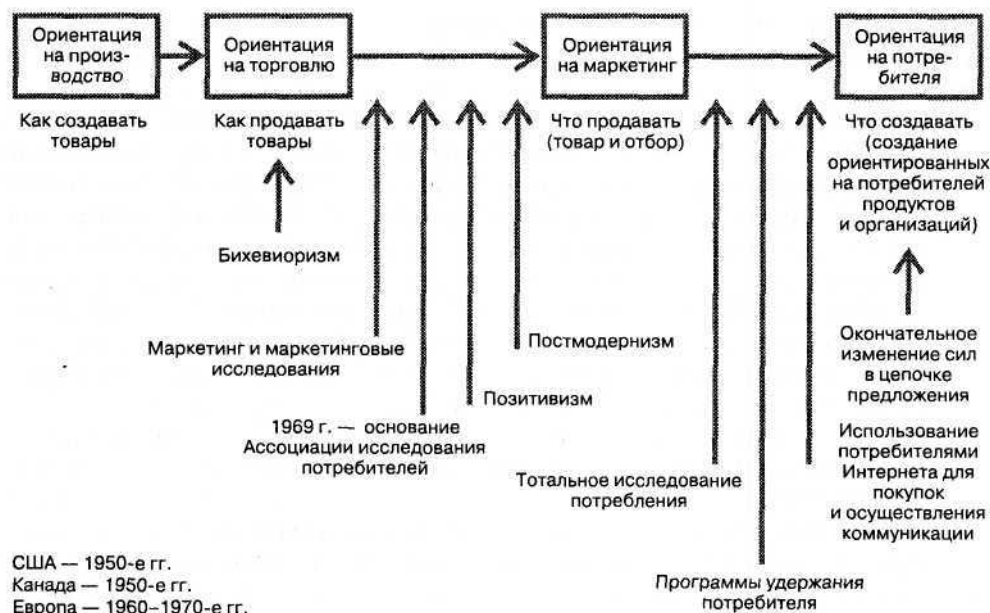 Ориентация
на произ-
водство
Ориентация
на торговлю
Ориентация
на маркетинг
Ориентация
на потре-
бителя
Как создавать
товары
Как продавать
товары
Что продавать
(товар и отбор)
Что создавать
(создание
ориентированных
на потребителей
продуктов
и организаций)
Бихевиоризм
Маркетинг и маркетинговые
исследования
1969 г. — основание
Ассоциации исследования
потребителей
Позитивизм
Постмодернизм
Тотальное исследование
потребления
Программы удержания
потребителя
Окончательное
изменение сил
в цепочке
предложения
Использование
потребителями
Интернета для
покупок
и осуществления
коммуникации
США — 1950-е гг.
Канада — 1950-е гг.
Европа — 1960–1970-е гг.